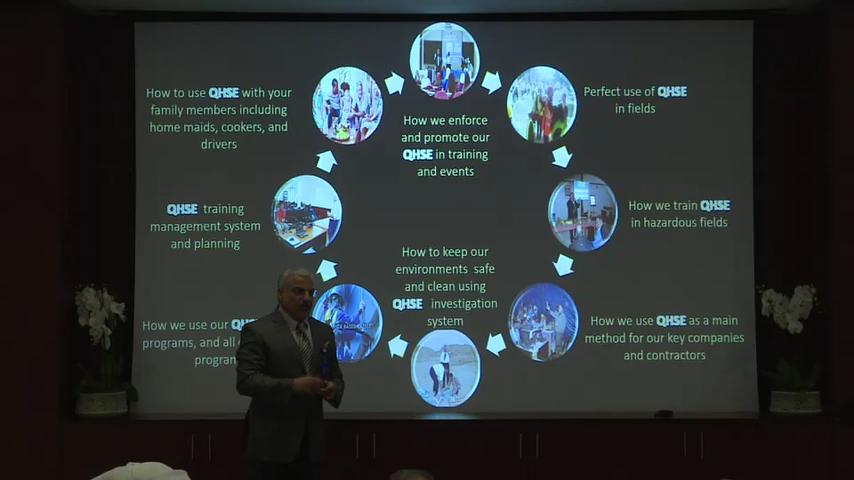 How we enforce
and promote our
QHSE in training
and events
Perfect use of QHSE
in fields
How we train QHSE
in hazardous fields
How we use QHSE as a main
method for our key companies
and contractors
How to keep our
environments safe
and clean using
QHSE investigation
system
How we use our
programs, and all
program
QHSE training
management system
and planning
How to use QHSE with your
family members including
home maids, cookers, and
drivers